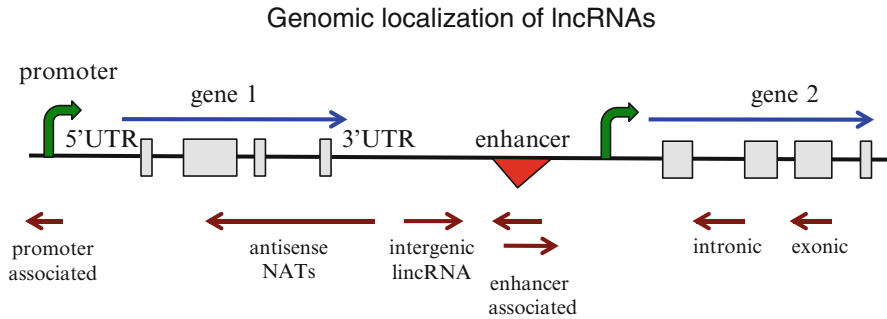 Genomic localization of lncRNAs
promoter
gene 1
gene 2
5'UTR
3'UTR
enhancer
promoter
associated
antisense
NATs
intergenic
lincRNA
enhancer
associated
intronic
exonic